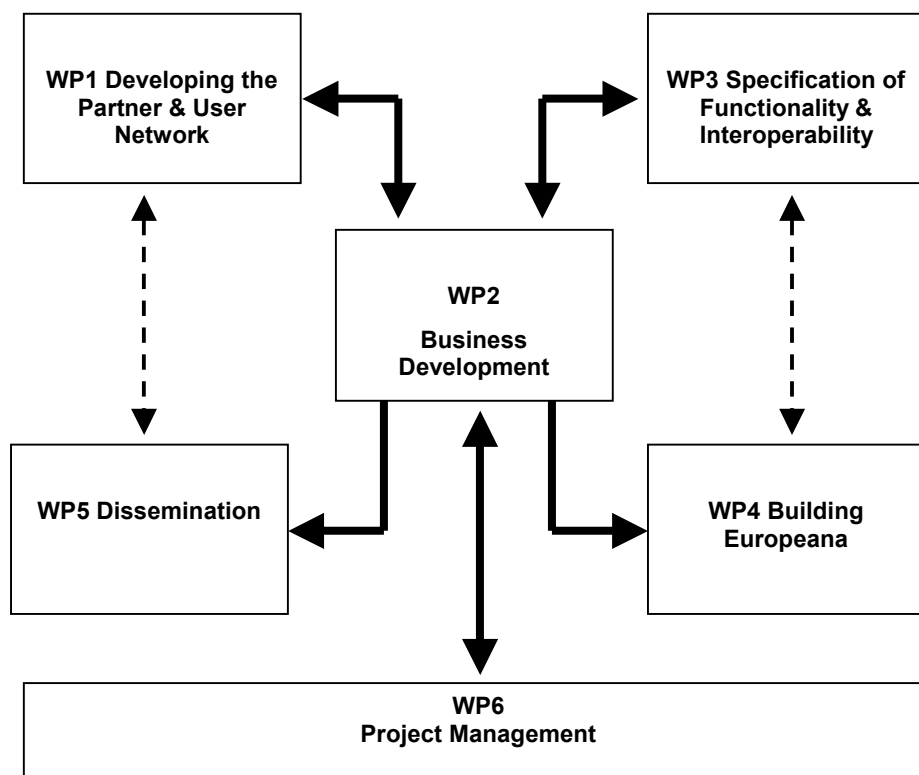 WP1 Developing the
Partner & User
Network
WP3 Specification of
Functionality &
Interoperability
WP2
Business
Development
WP5 Dissemination
WP4 Building
Europeana
WP6
Project Management